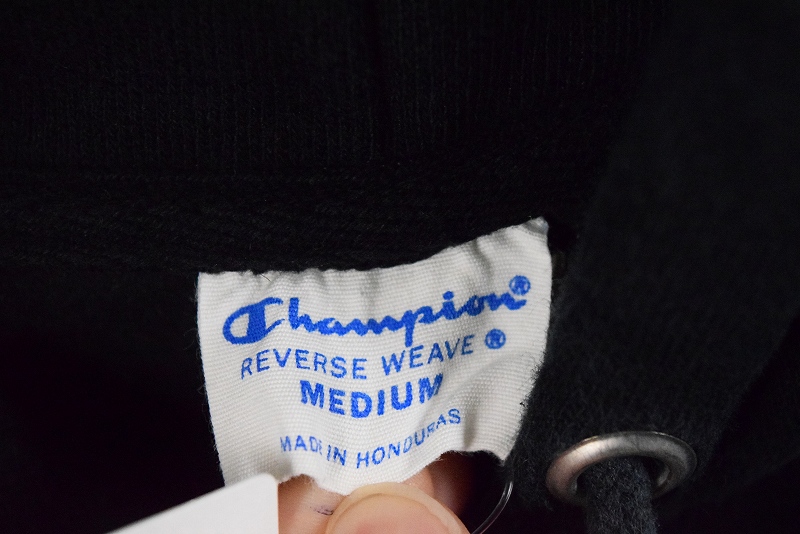 Champion®
REVERSE WEAVE ®
MEDIUM
MADE IN HONDURAS